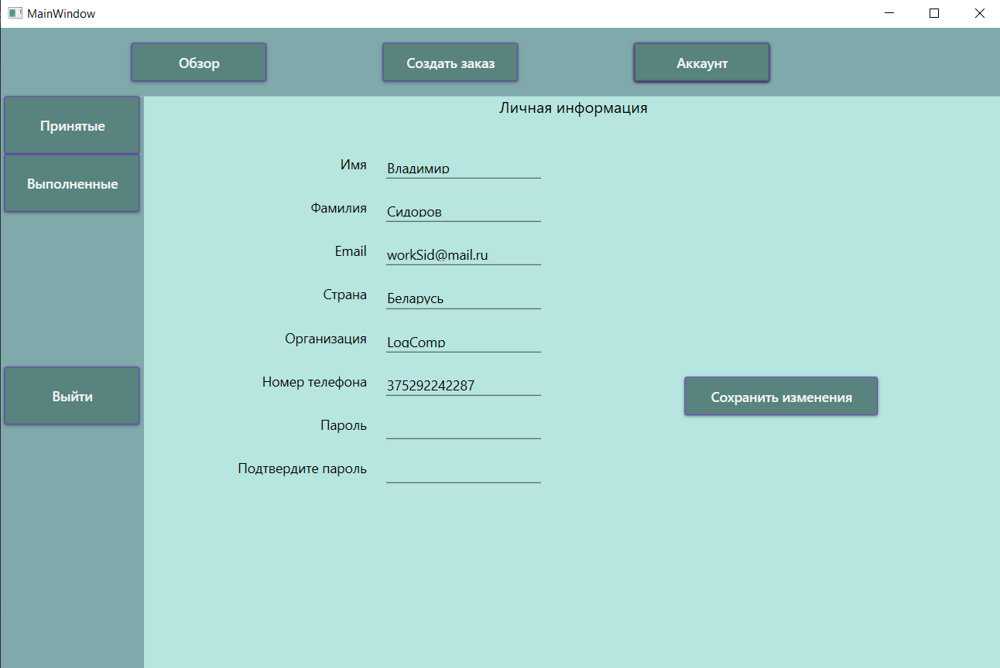 MainWindow
Обзор
Создать заказ
Аккаунт
Принятые
Выполненные
Выйти
Личная информация
Имя Владимир
Фамилия Сидоров
Email workSid@mail.ru
Страна Беларусь
Организация LogComp
Номер телефона 375292242287
Пароль
Подтвердите пароль
Сохранить изменения